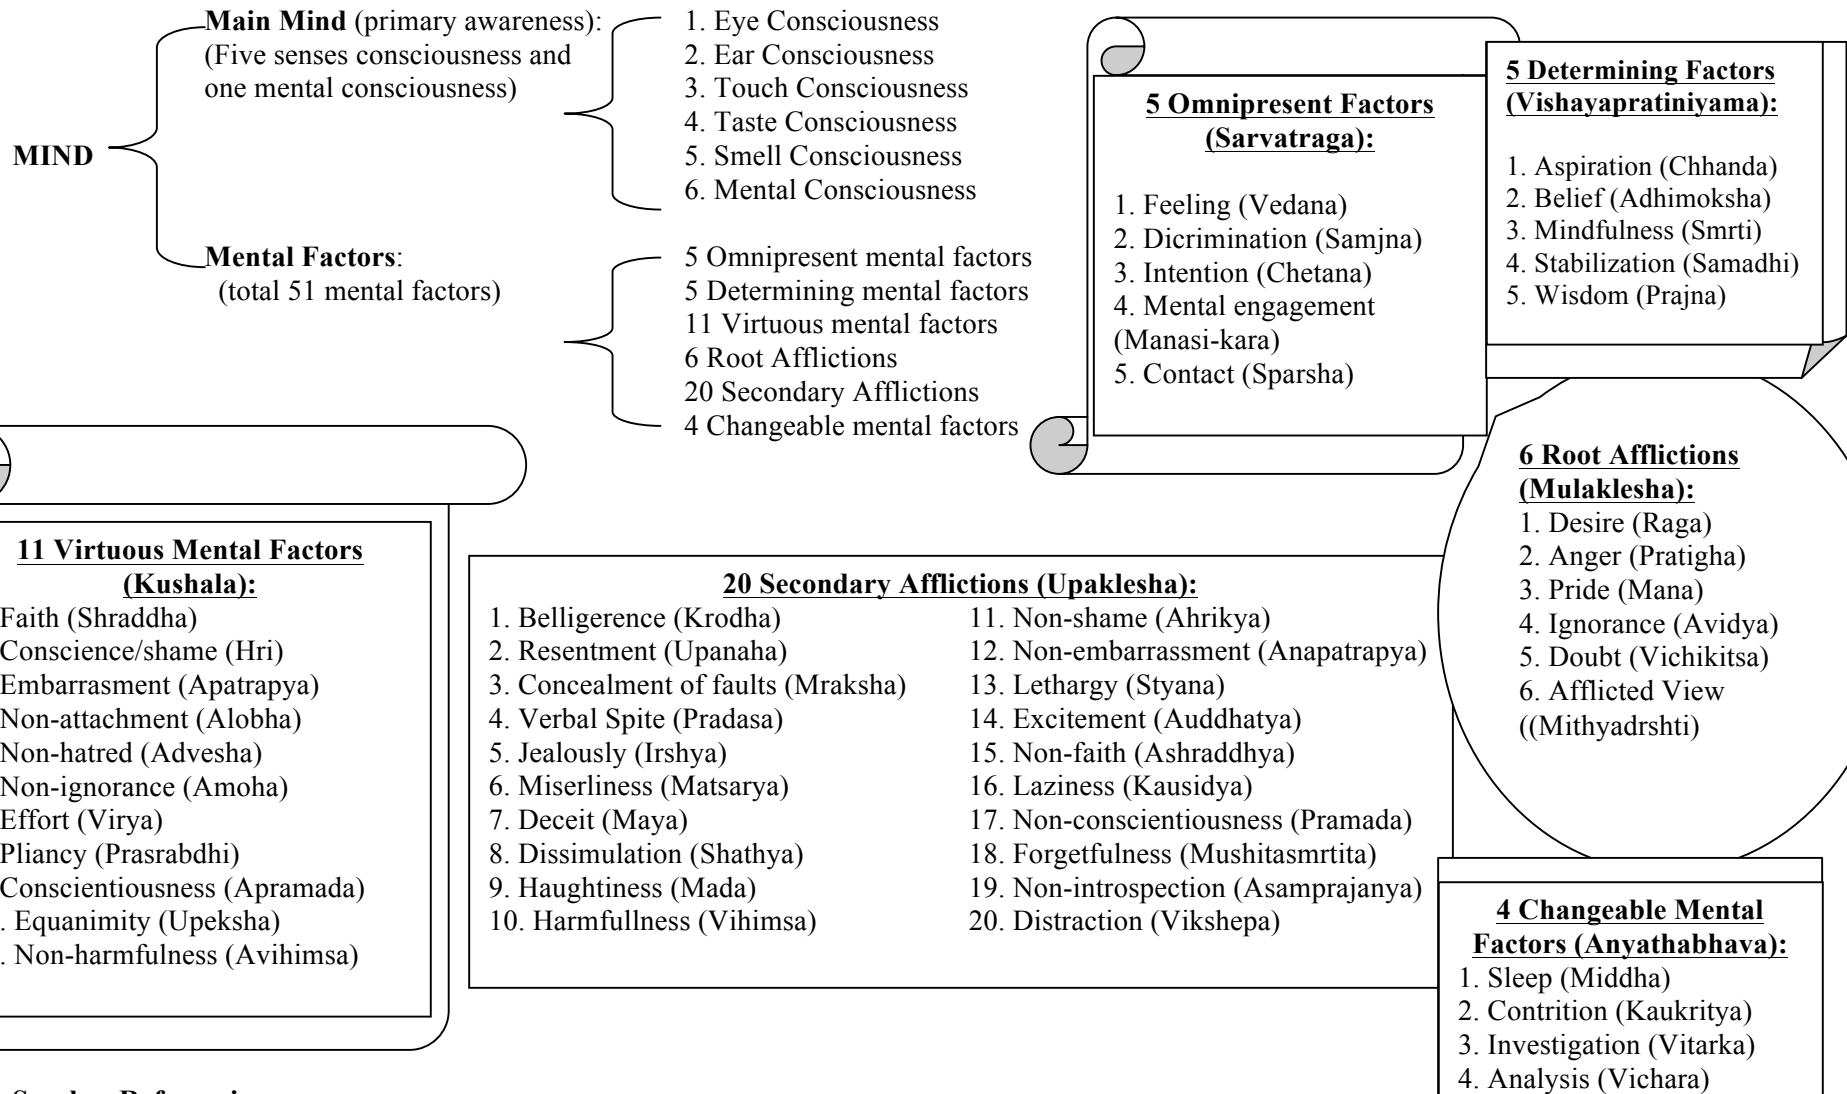 MIND
Main Mind (primary awareness):
(Five senses consciousness and
one mental consciousness)
1. Eye Consciousness
2. Ear Consciousness
3. Touch Consciousness
4. Taste Consciousness
5. Smell Consciousness
6. Mental Consciousness
Mental Factors:
(total 51 mental factors)
5 Omnipresent mental factors
5 Determining mental factors
11 Virtuous mental factors
6 Root Afflictions
20 Secondary Afflictions
4 Changeable mental factors
5 Omnipresent Factors
(Sarvatraga):
1. Feeling (Vedana)
2. Dicrimination (Samjna)
3. Intention (Chetana)
4. Mental engagement
(Manasi-kara)
5. Contact (Sparsha)
5 Determining Factors
(Vishayapratiniyama):
1. Aspiration (Chhanda)
2. Belief (Adhimoksha)
3. Mindfulness (Smrti)
4. Stabilization (Samadhi)
5. Wisdom (Prajna)
11 Virtuous Mental Factors
(Kushala):
Faith (Shraddha)
Conscience/shame (Hri)
Embarrasment (Apatrapya)
Non-attachment (Alobha)
Non-hatred (Advesha)
Non-ignorance (Amoha)
Effort (Virya)
Pliancy (Prasrabdhi)
Conscientiousness (Apramada)
. Equanimity (Upeksha)
. Non-harmfulness (Avihimsa)
20 Secondary Afflictions (Upaklesha):
1. Belligerence (Krodha)
2. Resentment (Upanaha)
3. Concealment of faults (Mraksha)
4. Verbal Spite (Pradasa)
5. Jealously (Irshya)
6. Miserliness (Matsarya)
7. Deceit (Maya)
8. Dissimulation (Shathya)
9. Haughtiness (Mada)
10. Harmfullness (Vihimsa)
11. Non-shame (Ahrikya)
12. Non-embarrassment (Anapatrapya)
13. Lethargy (Styana)
14. Excitement (Auddhatya)
15. Non-faith (Ashraddhya)
16. Laziness (Kausidya)
17. Non-conscientiousness (Pramada)
18. Forgetfulness (Mushitasmrtita)
19. Non-introspection (Asamprajanya)
20. Distraction (Vikshepa)
6 Root Afflictions
(Mulaklesha):
1. Desire (Raga)
2. Anger (Pratigha)
3. Pride (Mana)
4. Ignorance (Avidya)
5. Doubt (Vichikitsa)
6. Afflicted View
((Mithyadrshti)
4 Changeable Mental
Factors (Anyathabhava):
1. Sleep (Middha)
2. Contrition (Kaukritya)
3. Investigation (Vitarka)
4. Analysis (Vichara)